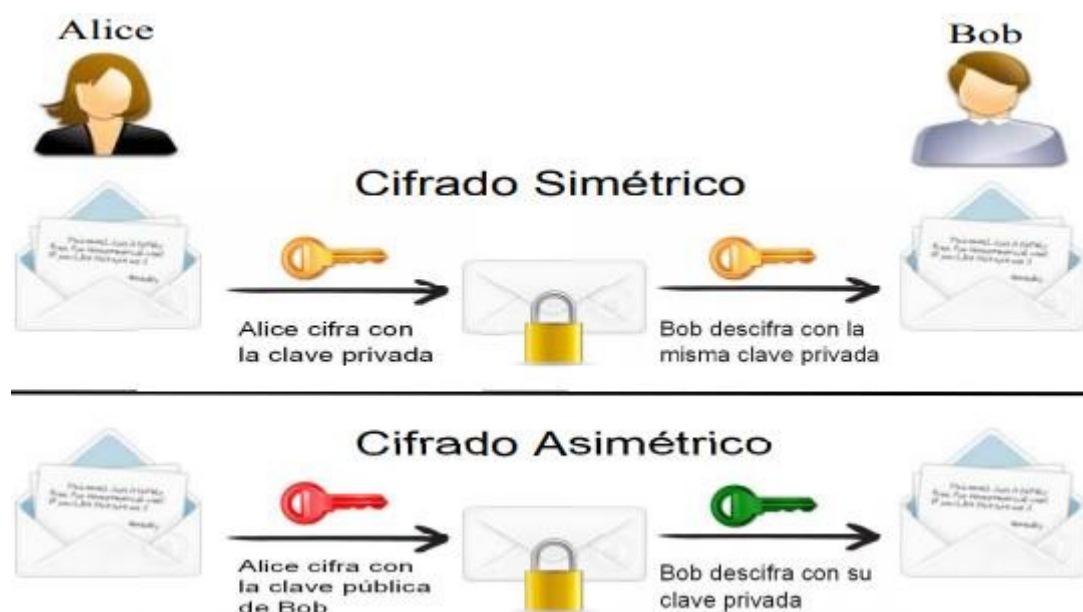 Alice
Bob
Cifrado Simétrico
Alice cifra con
la clave privada
Bob descifra con la
misma clave privada
Cifrado Asimétrico
Alice cifra con
la clave pública
de Bob
Bob descifra con su
clave privada